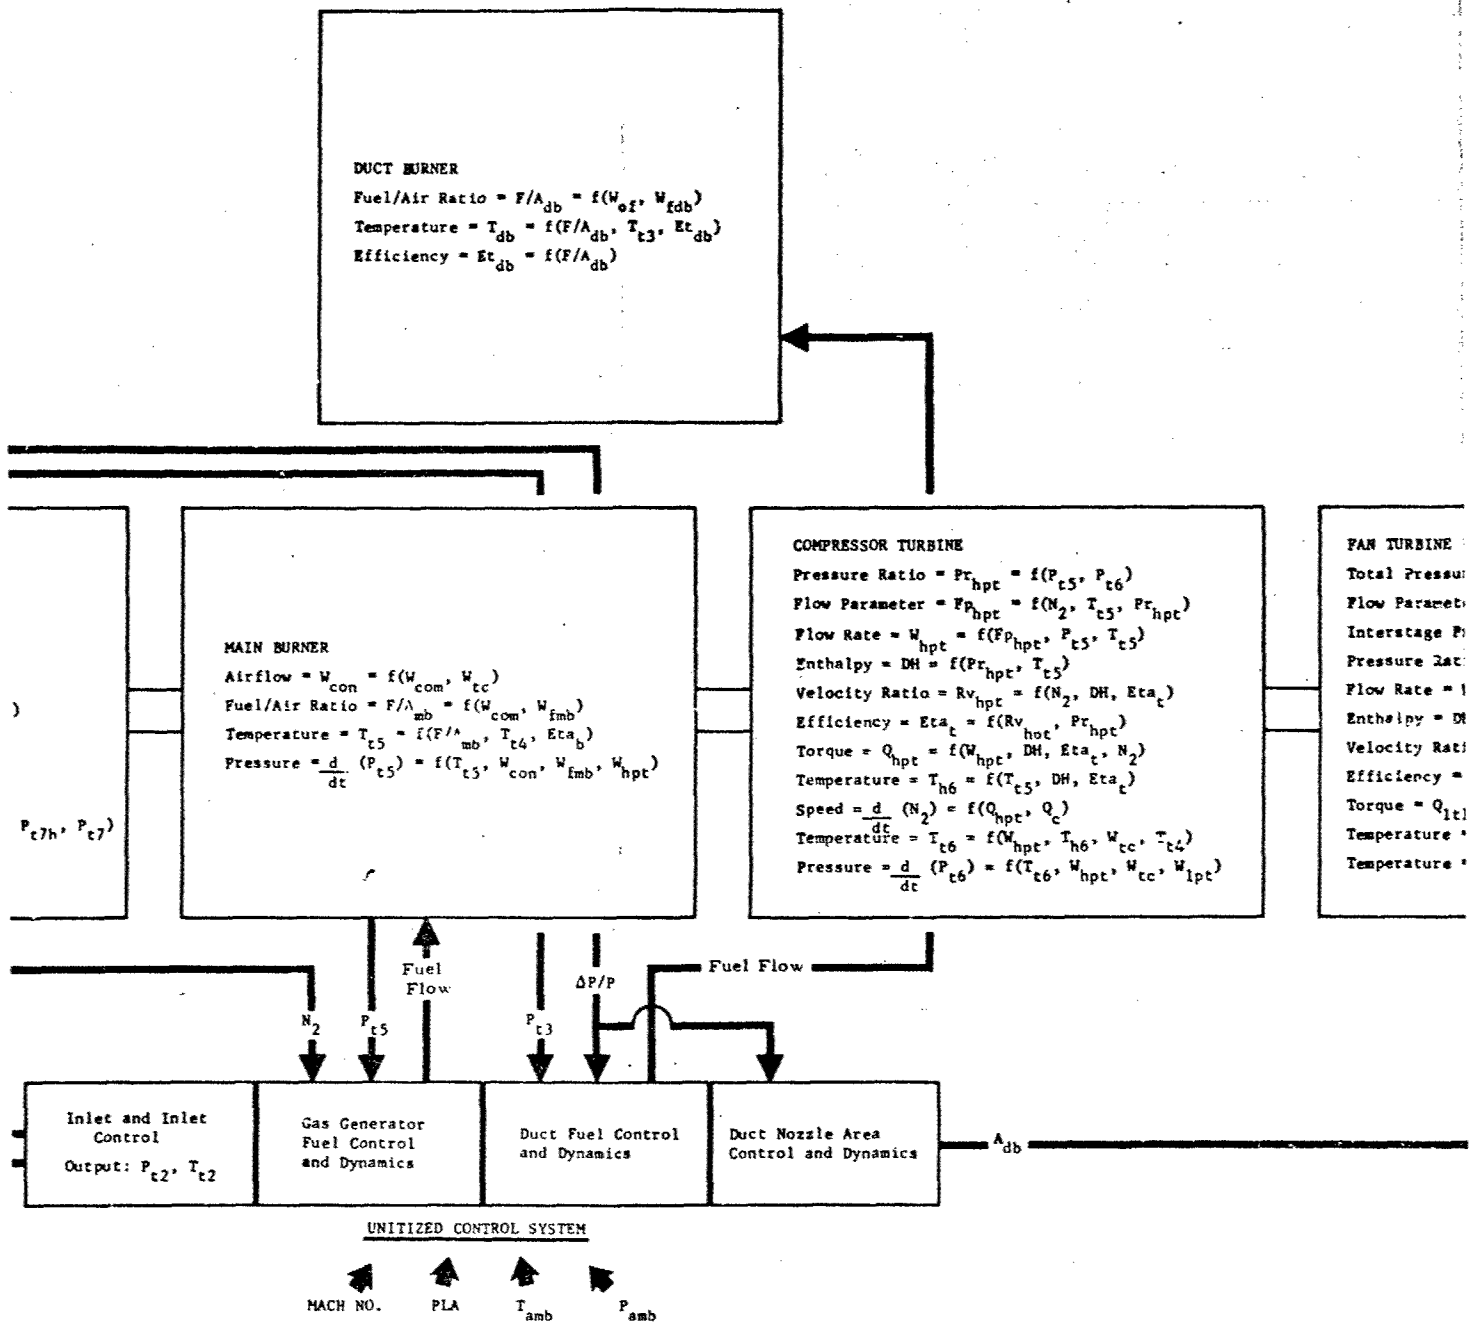 DUCT BURNER
Fuel/Air Ratio = F/A_db = f(W_of, W_fdb)
Temperature = T_db = f(F/A_db, T_t3, Et_db)
Efficiency = Et_db = f(F/A_db)
)
P_t7h, P_t7)
MAIN BURNER
Airflow = W_con = f(W_com, W_tc)
Fuel/Air Ratio = F/A_mb = f(W_com, W_fmb)
Temperature = T_t5 = f(F/A_mb, T_t4, Eta_b)
Pressure = d/dt (P_t5) = f(T_t5, W_con, W_fmb, W_hpt)
COMPRESSOR TURBINE
Pressure Ratio = Pr_hpt = f(P_t5, P_t6)
Flow Parameter = Fp_hpt = f(N_2, T_t5, Pr_hpt)
Flow Rate = W_hpt = f(Fp_hpt, P_t5, T_t5)
Enthalpy = DH = f(Pr_hpt, T_t5)
Velocity Ratio = Rv_hpt = f(N_2, DH, Eta_t)
Efficiency = Eta_t = f(Rv_hpt, Pr_hpt)
Torque = Q_hpt = f(W_hpt, DH, Eta_t, N_2)
Temperature = T_h6 = f(T_t5, DH, Eta_t)
Speed = d/dt (N_2) = f(Q_hpt, Q_c)
Temperature = T_t6 = f(W_hpt, T_h6, W_tc, T_t4)
Pressure = d/dt (P_t6) = f(T_t6, W_hpt, W_tc, W_lpt)
FAN TURBINE
Total Pressu
Flow Paramet
Interstage P
Pressure Rat
Flow Rate =
Enthalpy = D
Velocity Rati
Efficiency =
Torque = Q_lt
Temperature =
Temperature =
N_2
P_t5
Fuel
Flow
P_t3
ΔP/P
Fuel Flow
Inlet and Inlet
Control
Output: P_t2, T_t2
Gas Generator
Fuel Control
and Dynamics
Duct Fuel Control
and Dynamics
Duct Nozzle Area
Control and Dynamics
A_db
UNITIZED CONTROL SYSTEM
MACH NO. PLA T_amb P_amb